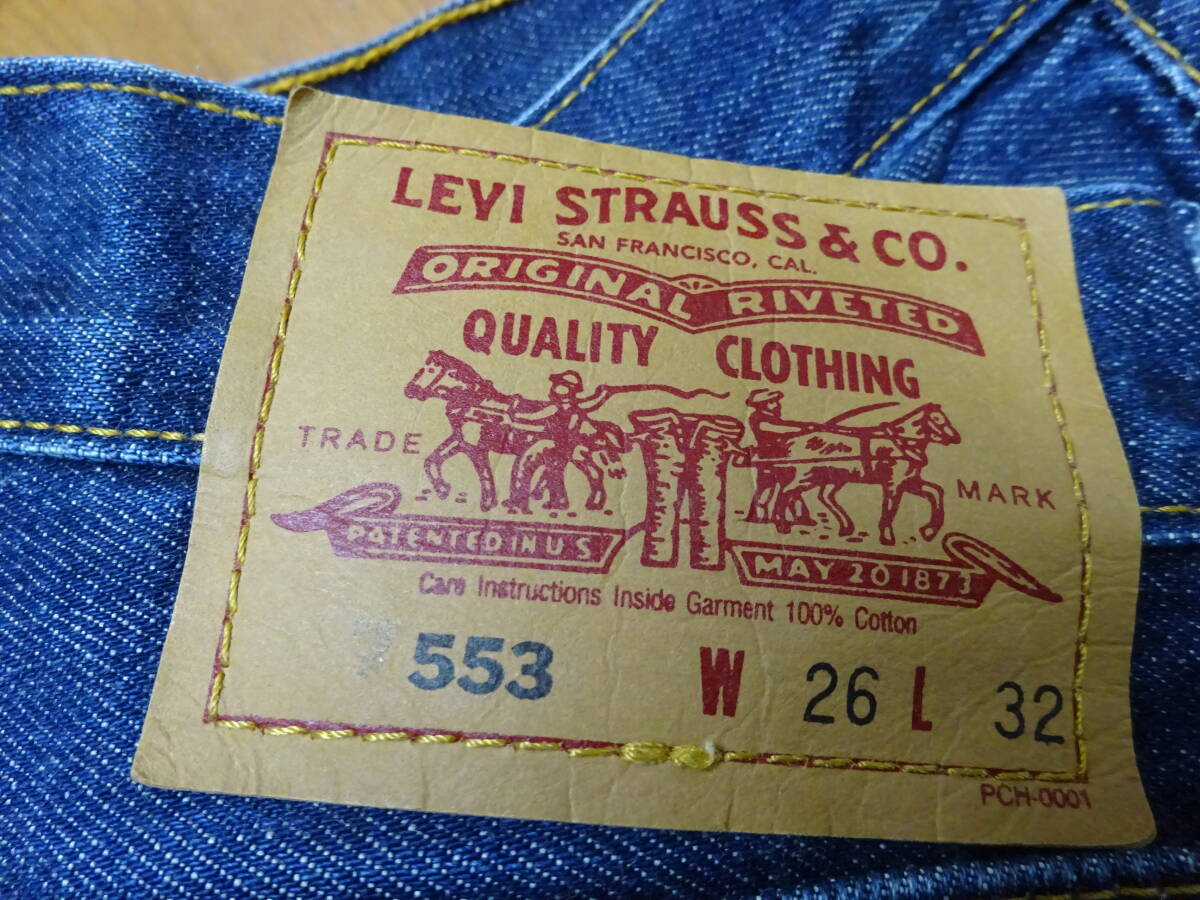 LEVI STRAUSS & CO.
SAN FRANCISCO, CAL.
ORIGINAL RIVETED
QUALITY CLOTHING
TRADE MARK
PATENTED IN U S MAY 20 1873
Care Instructions Inside Garment 100% Cotton
553 W 26 L 32
PCH-0001